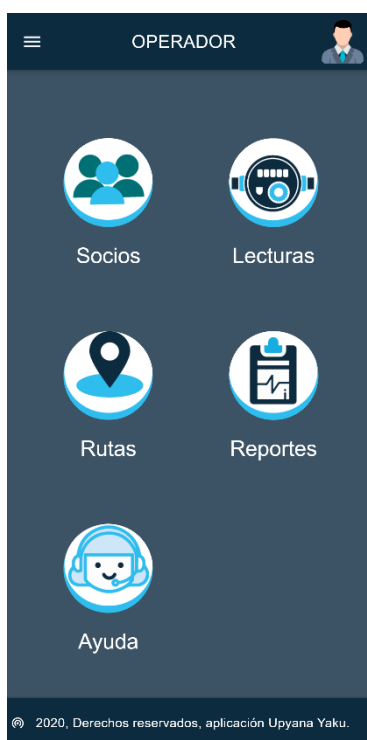 OPERADOR
Socios
Lecturas
Rutas
Reportes
Ayuda
2020, Derechos reservados, aplicación Upyana Yaku.